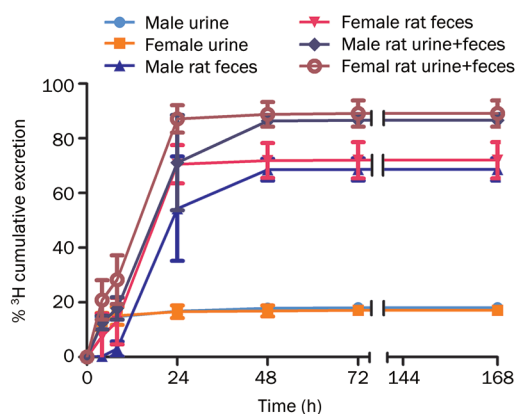 Male urine
Female urine
Male rat feces
Female rat feces
Male rat urine+feces
Femal rat urine+feces
% ³H cumulative excretion
100
80
60
40
20
0
0 24 48 72 144 168
Time (h)